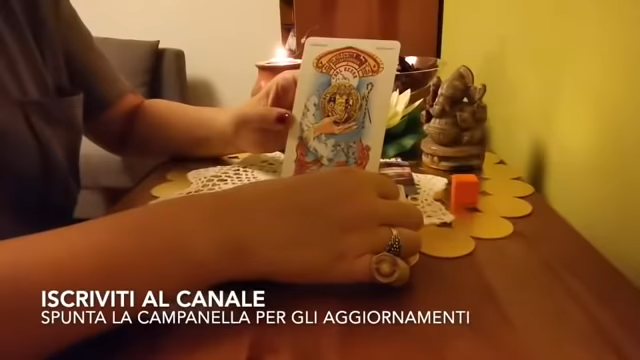 ISCRIVITI AL CANALE
SPUNTA LA CAMPANELLA PER GLI AGGIORNAMENTI